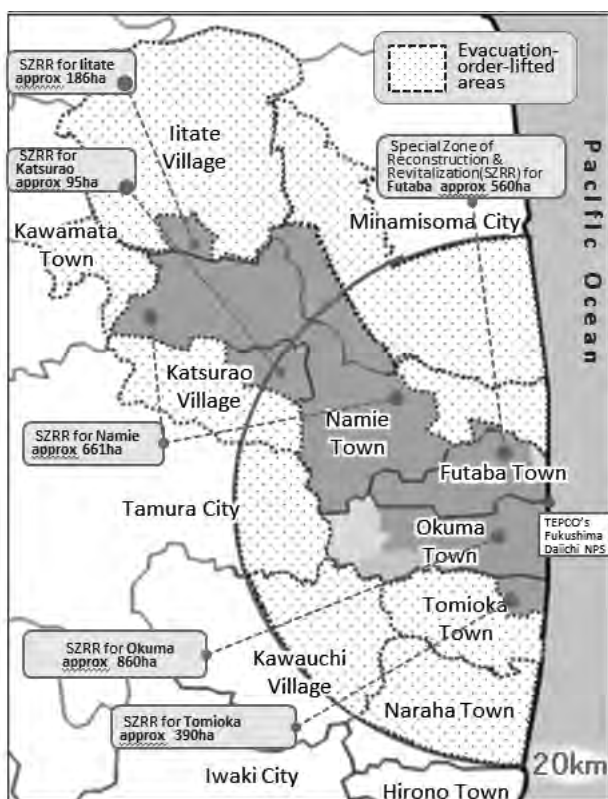 SZRR for Iitate
approx 186ha
Evacuation-
order-lifted
areas
Iitate
Village
Special Zone of
Reconstruction &
Revitalization(SZRR) for
Futaba approx 560ha
SZRR for
Katsurao
approx 95ha
Minamisoma City
Kawamata
Town
Pacific Ocean
Katsurao
Village
Namie
Town
SZRR for Namie
approx 661ha
Futaba Town
Tamura City
Okuma
Town
TEPCO's
Fukushima
Daiichi NPS
Tomioka
Town
SZRR for Okuma
approx 860ha
Kawauchi
Village
Naraha Town
SZRR for Tomioka
approx 390ha
20km
Iwaki City
Hirono Town